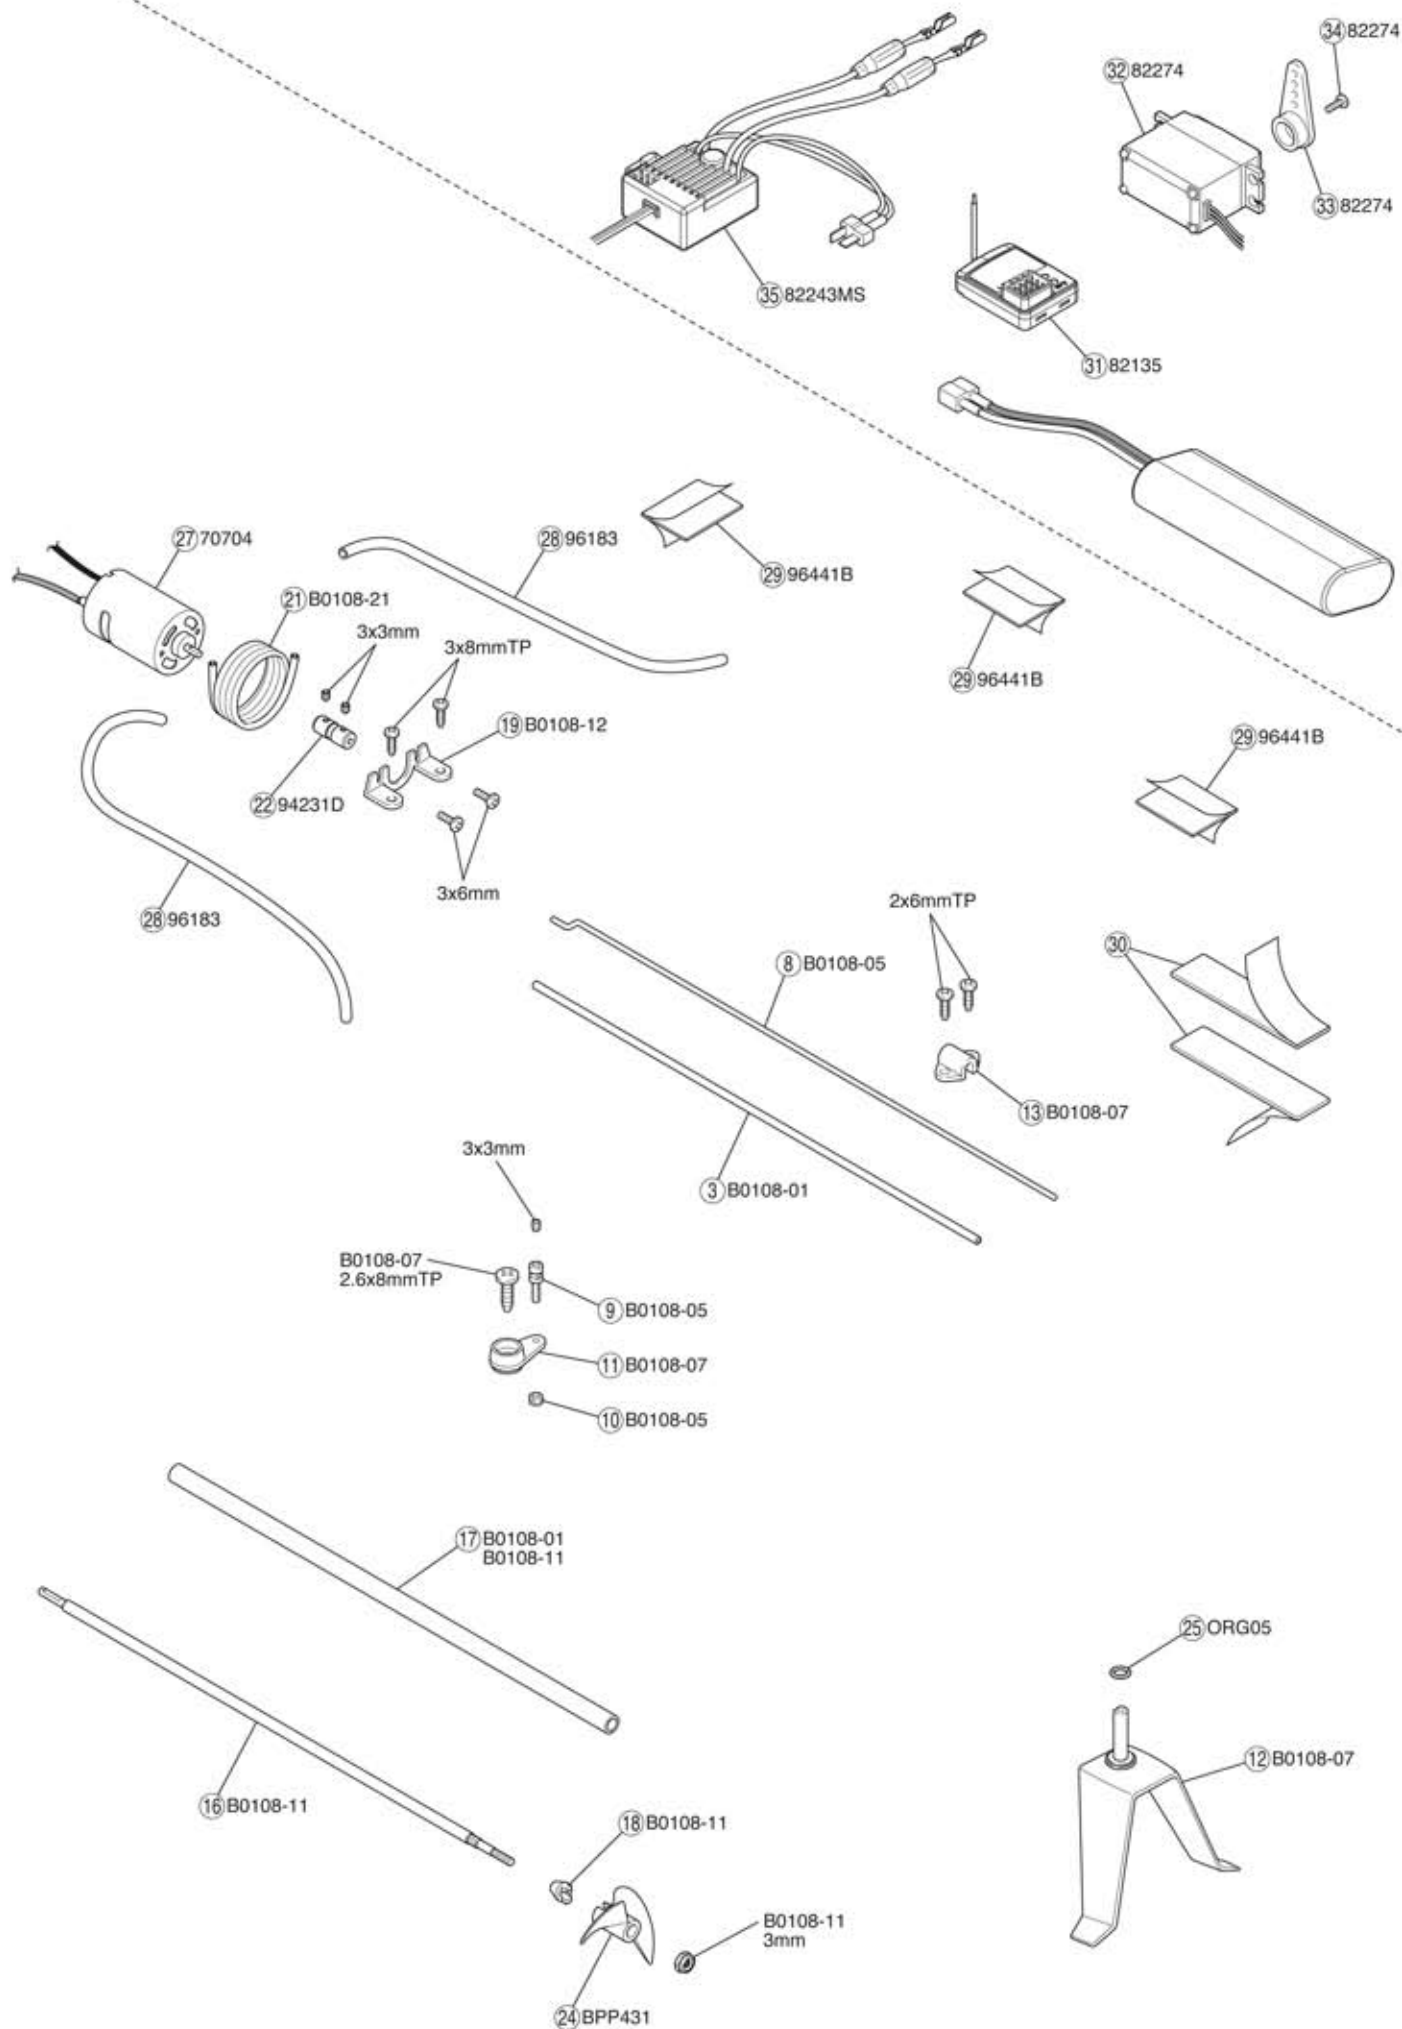 34 82274
32 82274
33 82274
35 82243MS
31 82135
27 70704
28 96183
29 96441B
21 B0108-21
3x3mm
3x8mmTP
29 96441B
19 B0108-12
29 96441B
22 94231D
3x6mm
28 96183
2x6mmTP
8 B0108-05
30
13 B0108-07
3x3mm
3 B0108-01
B0108-07
2.6x8mmTP
9 B0108-05
11 B0108-07
10 B0108-05
17 B0108-01
B0108-11
25 ORG05
12 B0108-07
16 B0108-11
18 B0108-11
B0108-11
3mm
24 BPP431